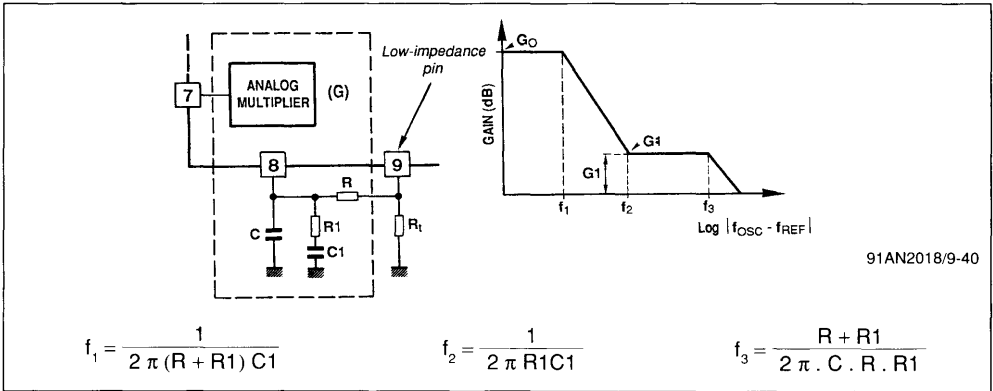 7
ANALOG
MULTIPLIER
(G)
Low-impedance
pin
8
9
R
C
R1
C1
Rt
GAIN (dB)
GO
G1
G1
f1
f2
f3
Log |fOSC - fREF|
91AN2018/9-40
f1 = 1 / 2 π (R + R1) C1
f2 = 1 / 2 π R1C1
f3 = R + R1 / 2 π . C . R . R1